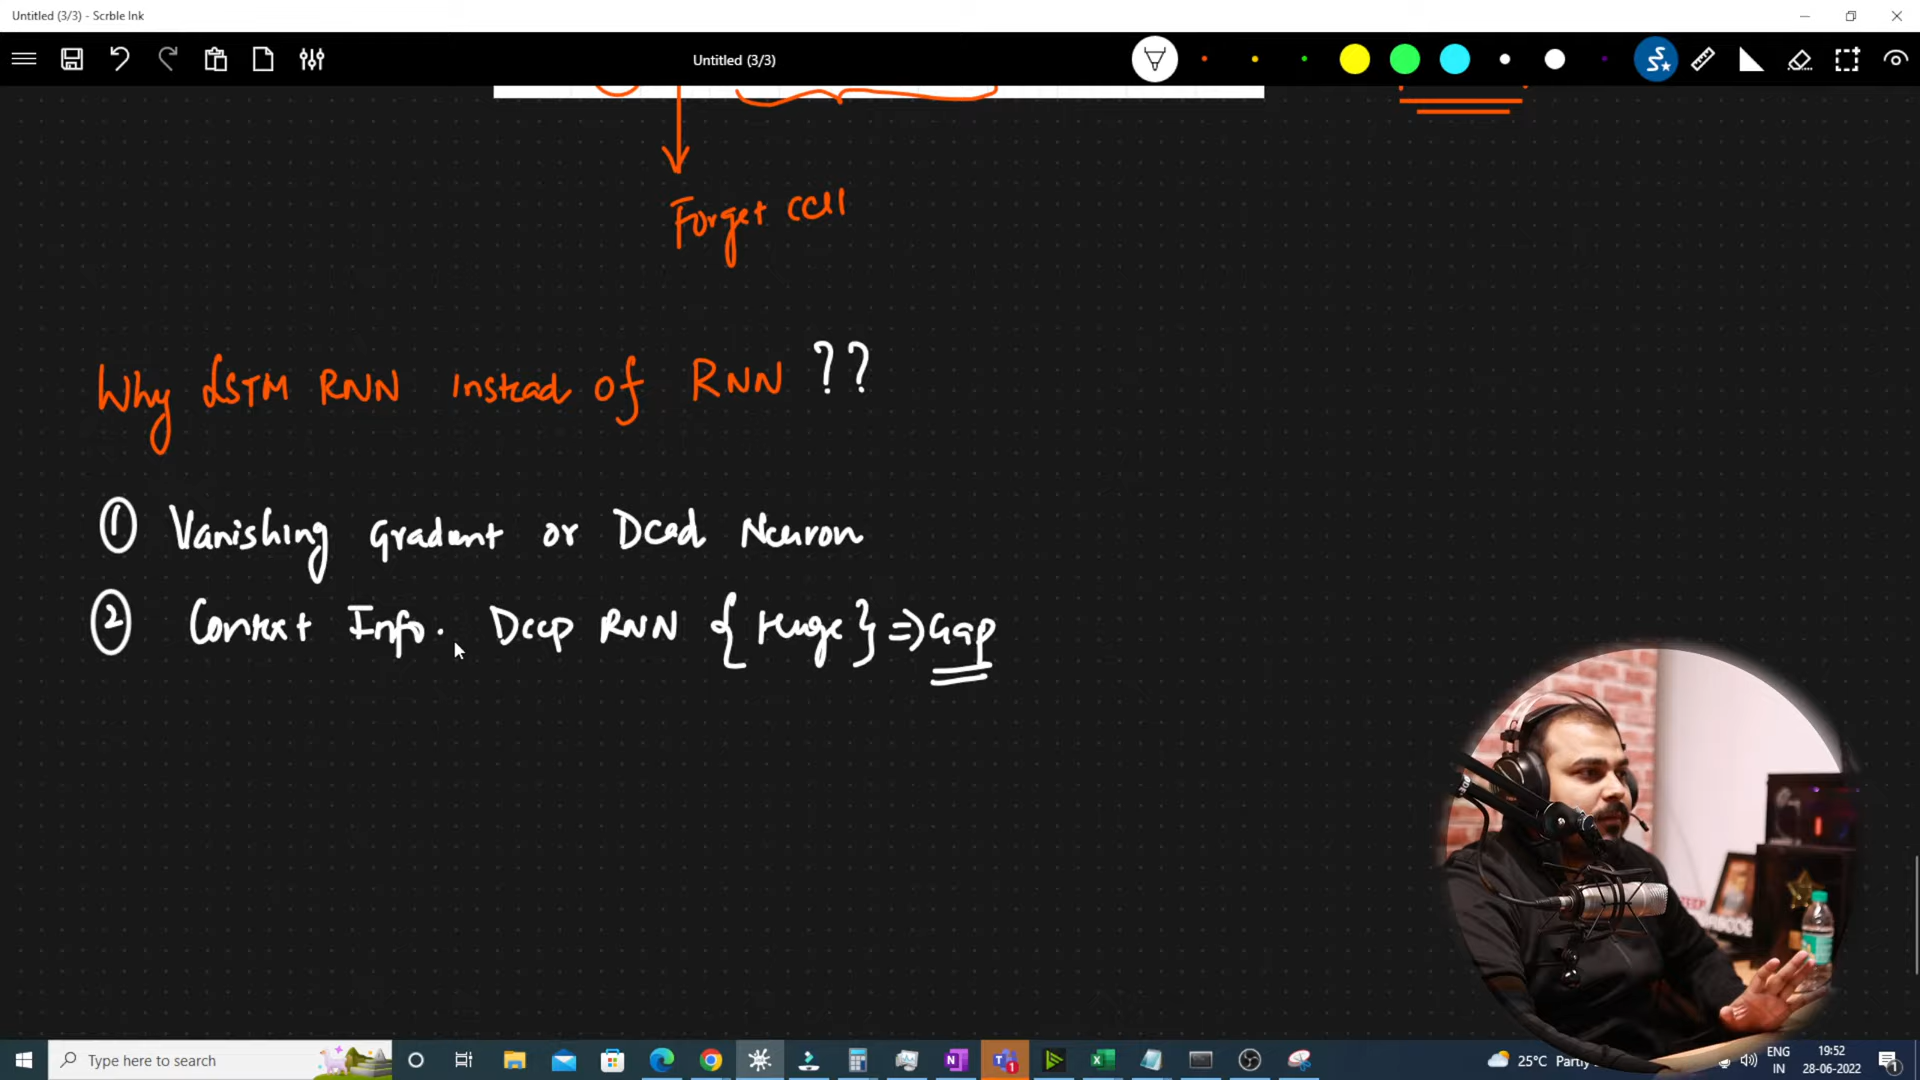 Untitled (3/3) - Scrble Ink
Untitled (3/3)
Forget cell
Why LSTM RNN instead of RNN ??
① Vanishing Gradient or Dead Neuron
② Context Info. Deep RNN { Huge } => Gap
Type here to search
25°C Partly
ENG
IN
19:52
28-06-2022